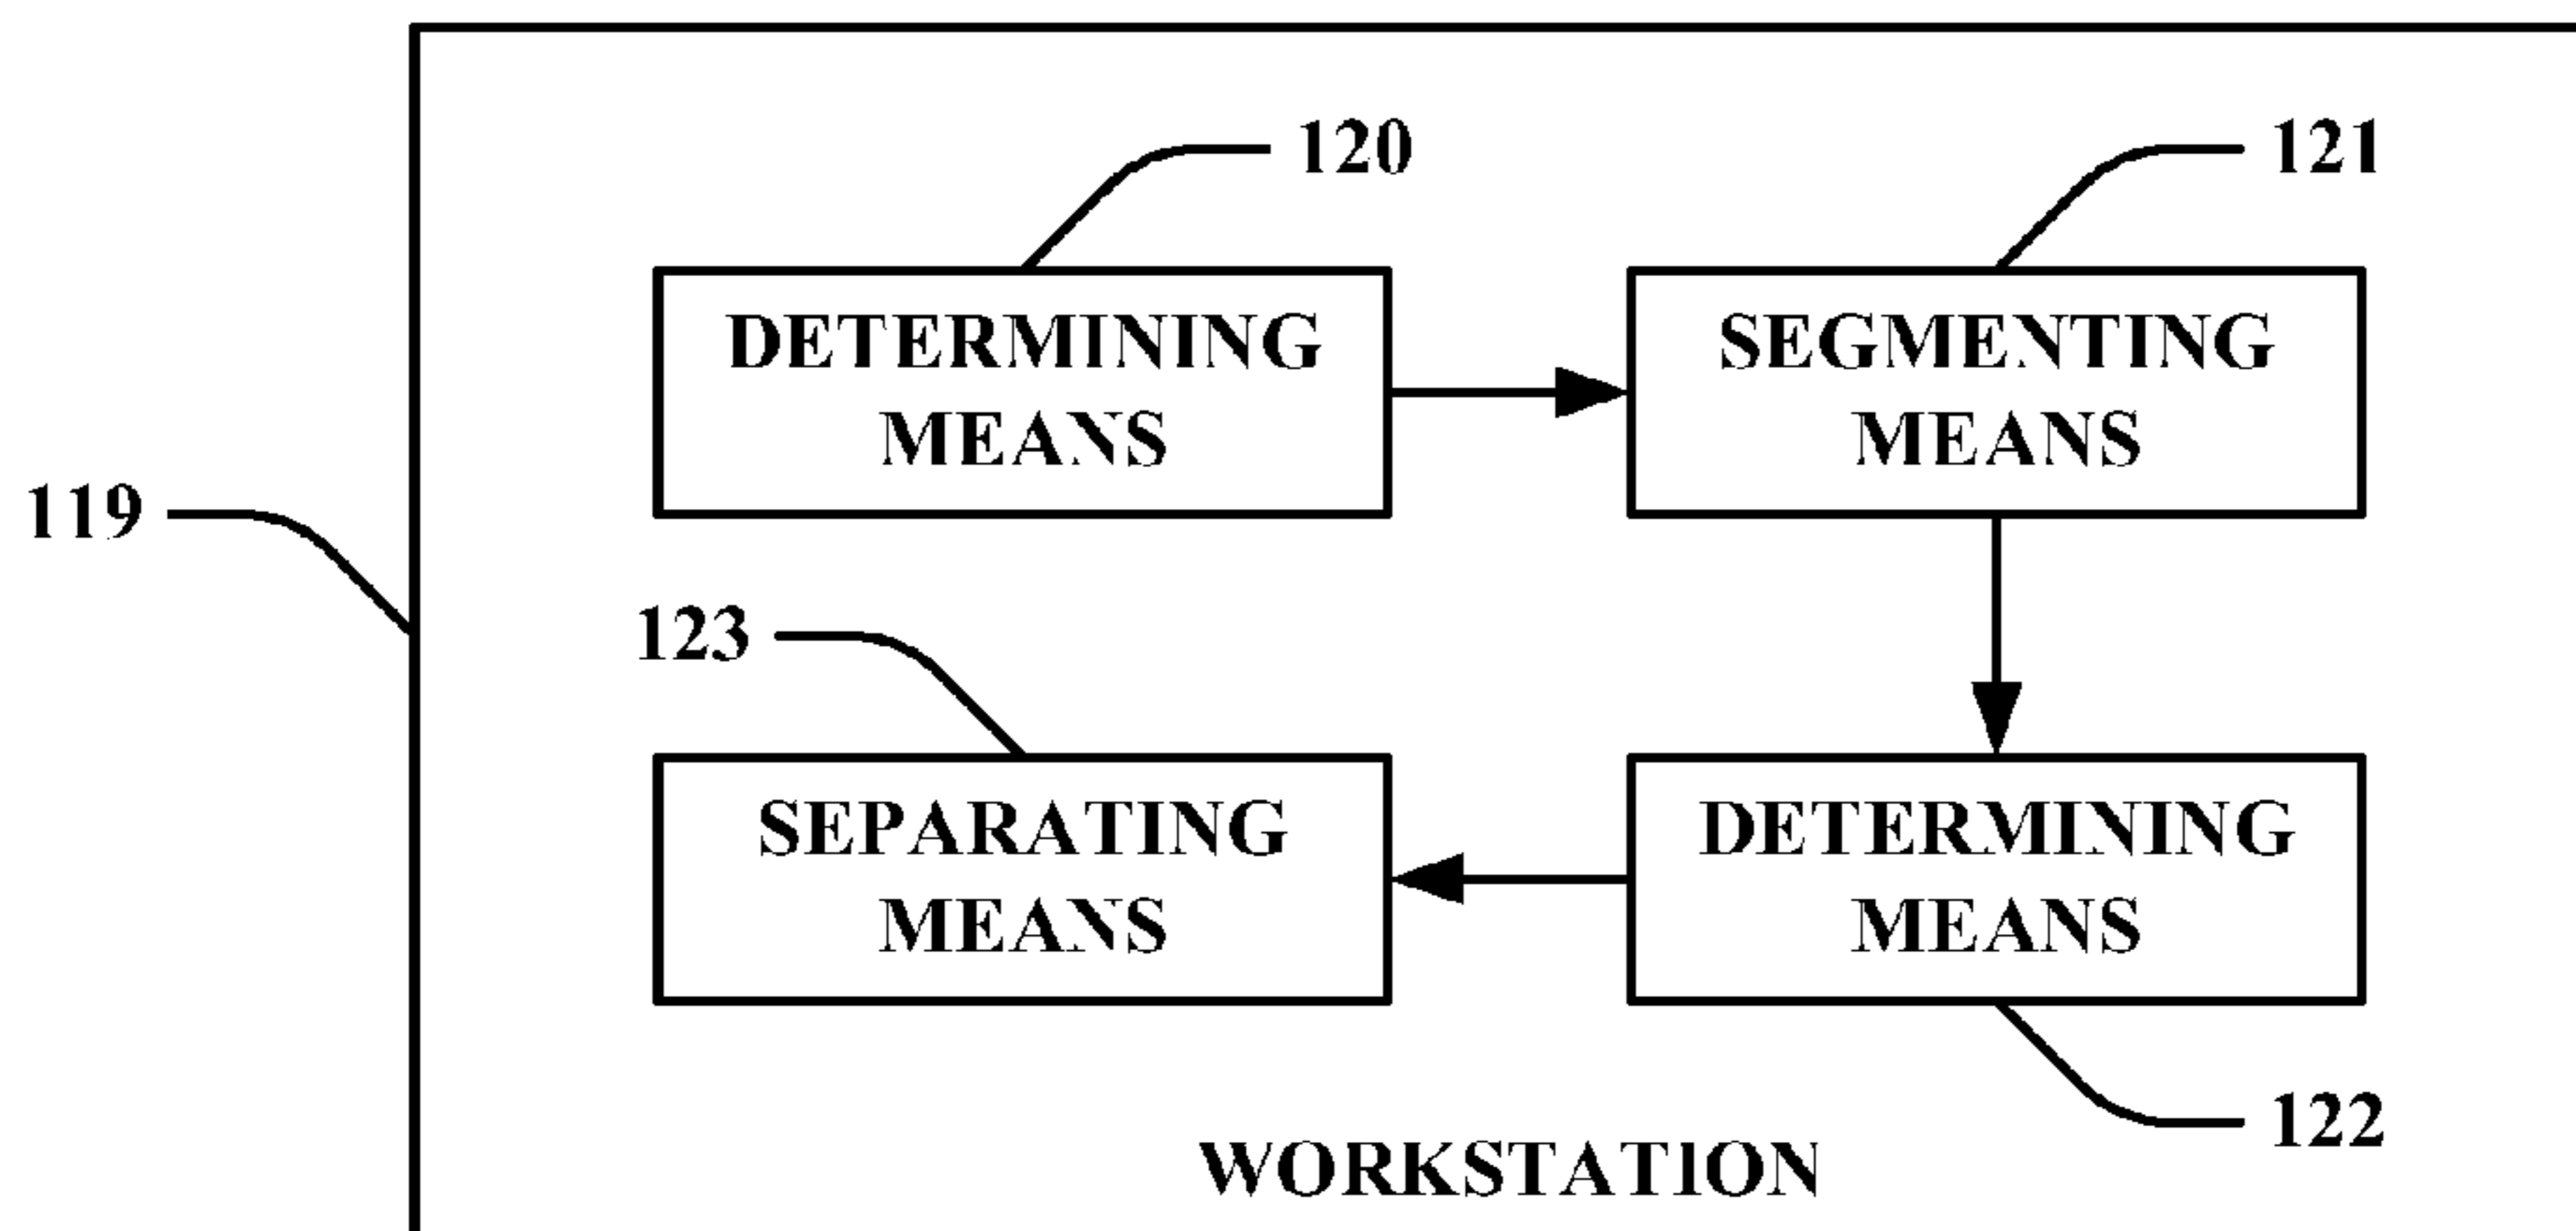 120
121
DETERMINING
MEANS
SEGMENTING
MEANS
119
123
SEPARATING
MEANS
DETERMINING
MEANS
122
WORKSTATION